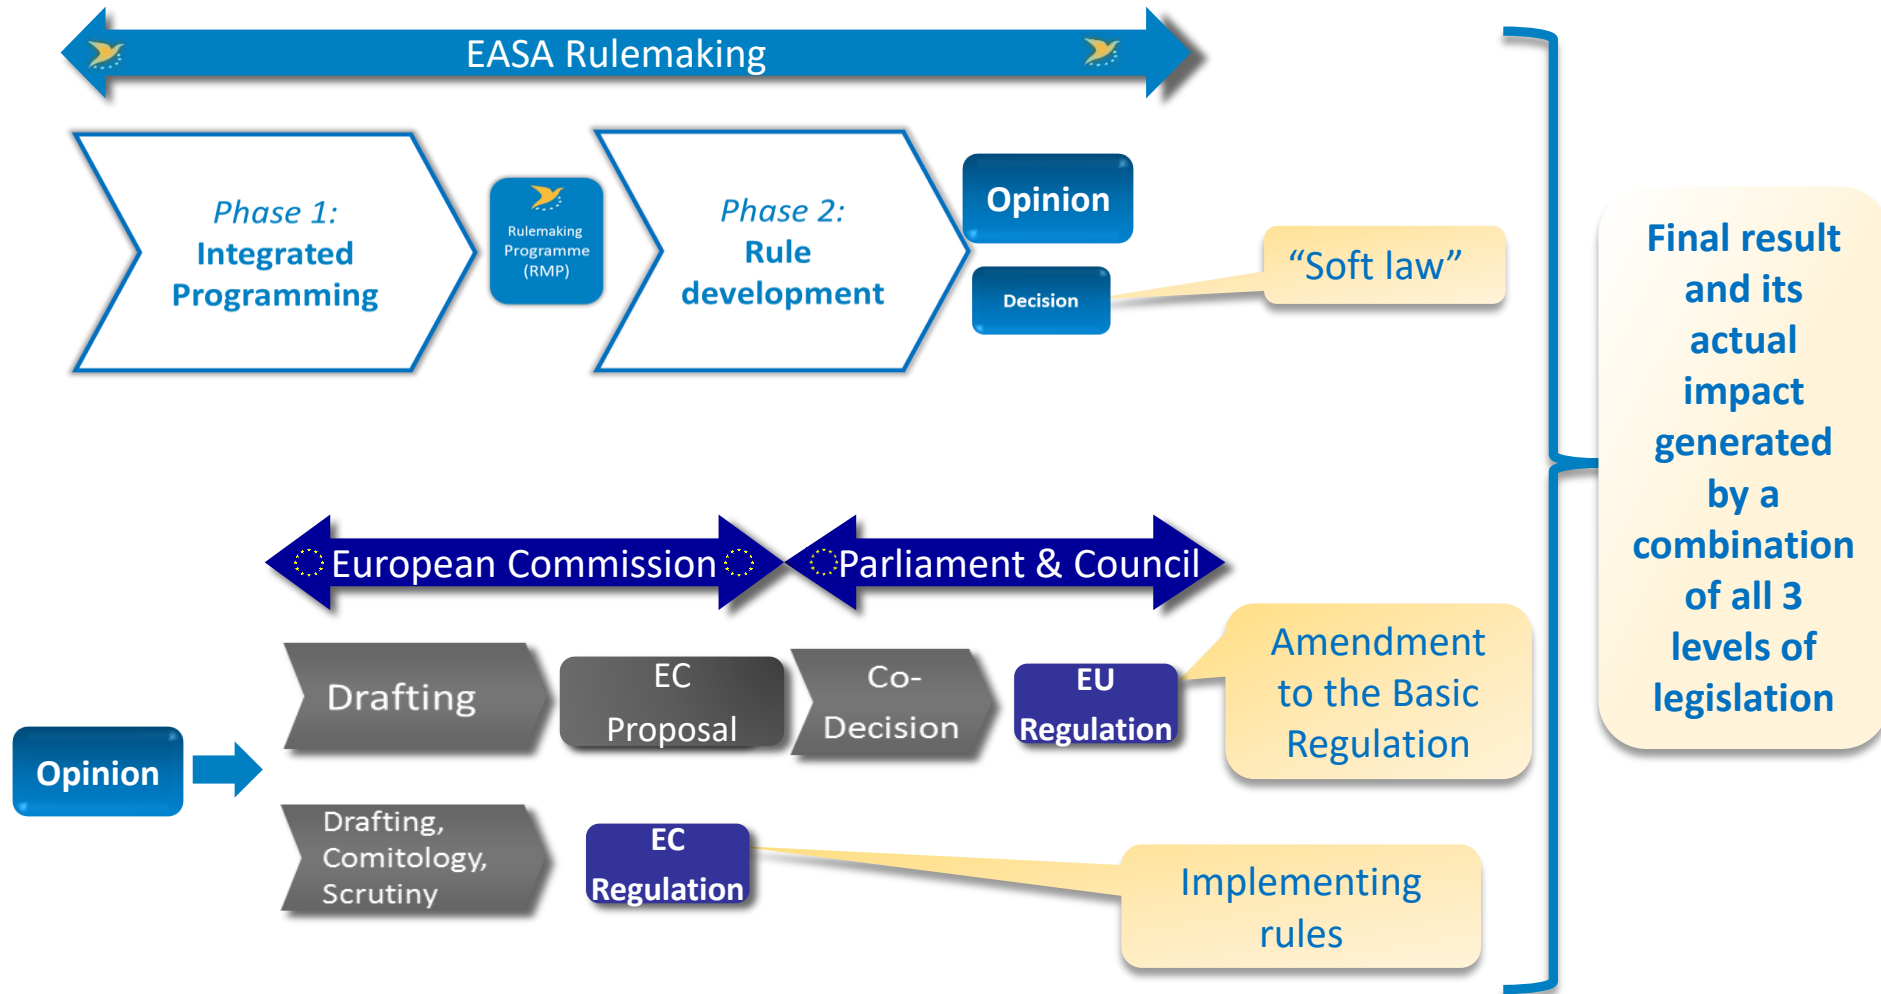 EASA Rulemaking
Phase 1:
Integrated
Programming
Rulemaking
Programme
(RMP)
Phase 2:
Rule
development
Opinion
Decision
“Soft law”
European Commission
Parliament & Council
Drafting
EC
Proposal
Co-
Decision
EU
Regulation
Amendment
to the Basic
Regulation
Opinion
Drafting,
Comitology,
Scrutiny
EC
Regulation
Implementing
rules
Final result
and its
actual
impact
generated
by a
combination
of all 3
levels of
legislation